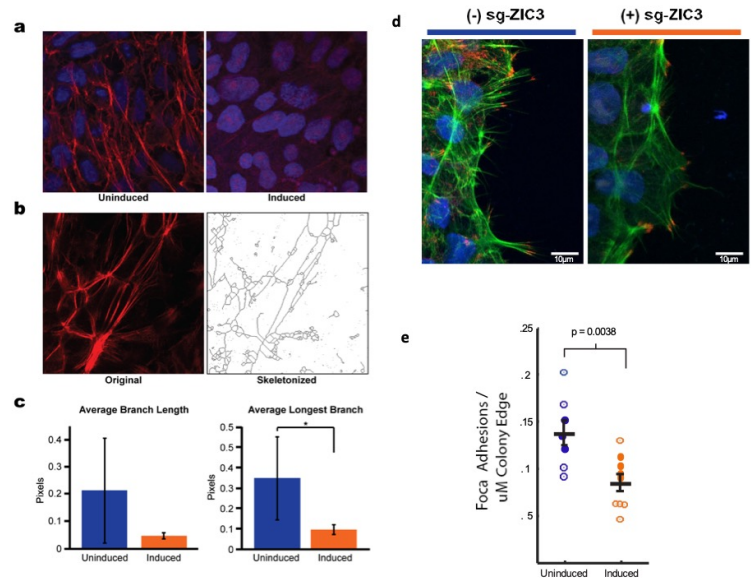 a
Uninduced
Induced
b
Original
Skeletonized
c
Average Branch Length
Pixels
0.4
0.3
0.2
0.1
0
Uninduced
Induced
Average Longest Branch
*
Pixels
0.5
0.4
0.3
0.5
0.2
0.1
0
Uninduced
Induced
d
(-) sg-ZIC3
(+) sg-ZIC3
10µm
10µm
e
p = 0.0038
Foca Adhesions /
uM Colony Edge
.25
.2
.15
.1
.5
Uninduced
Induced